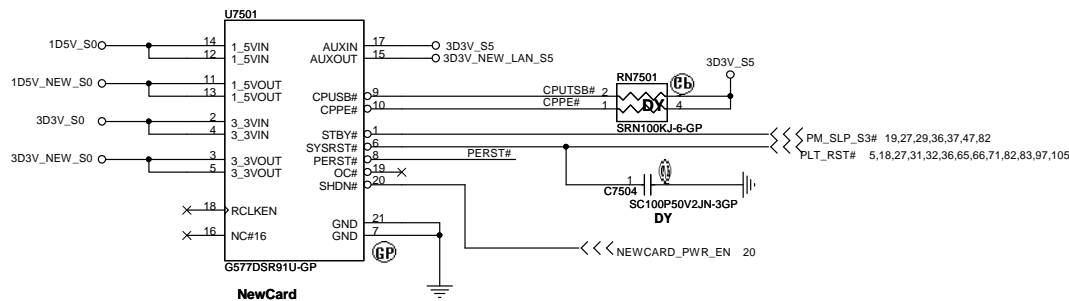 U7501
1D5V_S0
14 1_5VIN
12 1_5VIN
AUXIN 17 3D3V_S5
AUXOUT 15 3D3V_NEW_LAN_S5
1D5V_NEW_S0
11 1_5VOUT
13 1_5VOUT
RN7501
3D3V_S5
CPUSB# 9 CPUTSB# 2
CPPE# 10 CPPE# 1 DY 4
SRN100KJ-6-GP
3D3V_S0
2 3_3VIN
4 3_3VIN
STBY# 1 PM_SLP_S3# 19,27,29,36,37,47,82
SYSRST# 6 PLT_RST# 5,18,27,31,32,36,65,66,71,82,83,97,105
3D3V_NEW_S0
3 3_3VOUT
5 3_3VOUT
PERST# 8 PERST#
OC# 19
SHDN# 20
1
C7504
SC100P50V2JN-3GP
DY
18 RCLKEN
16 NC#16
GND 21
GND 7
GP
NEWCARD_PWR_EN 20
G577DSR91U-GP
NewCard